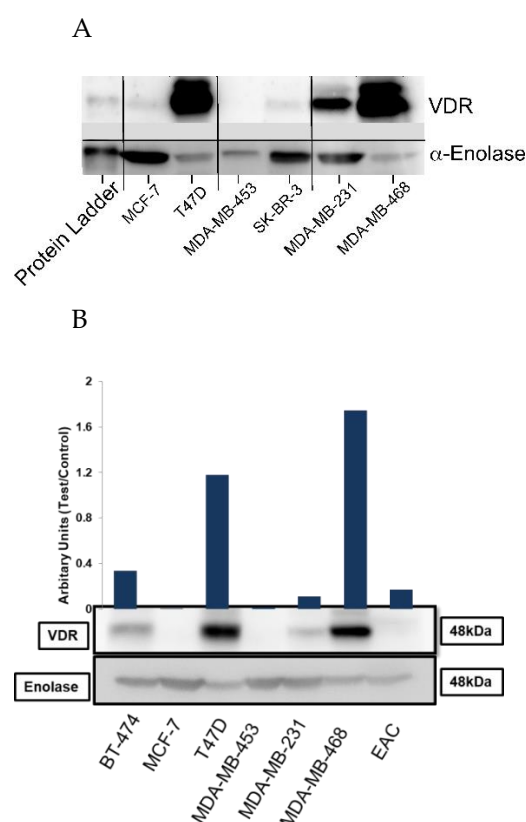 A
VDR
α-Enolase
Protein Ladder
MCF-7
T47D
MDA-MB-453
SK-BR-3
MDA-MB-231
MDA-MB-468
B
Arbitary Units (Test/Control)
2
1.6
1.2
0.8
0.4
0
VDR
48kDa
Enolase
48kDa
BT-474
MCF-7
T47D
MDA-MB-453
MDA-MB-231
MDA-MB-468
EAC